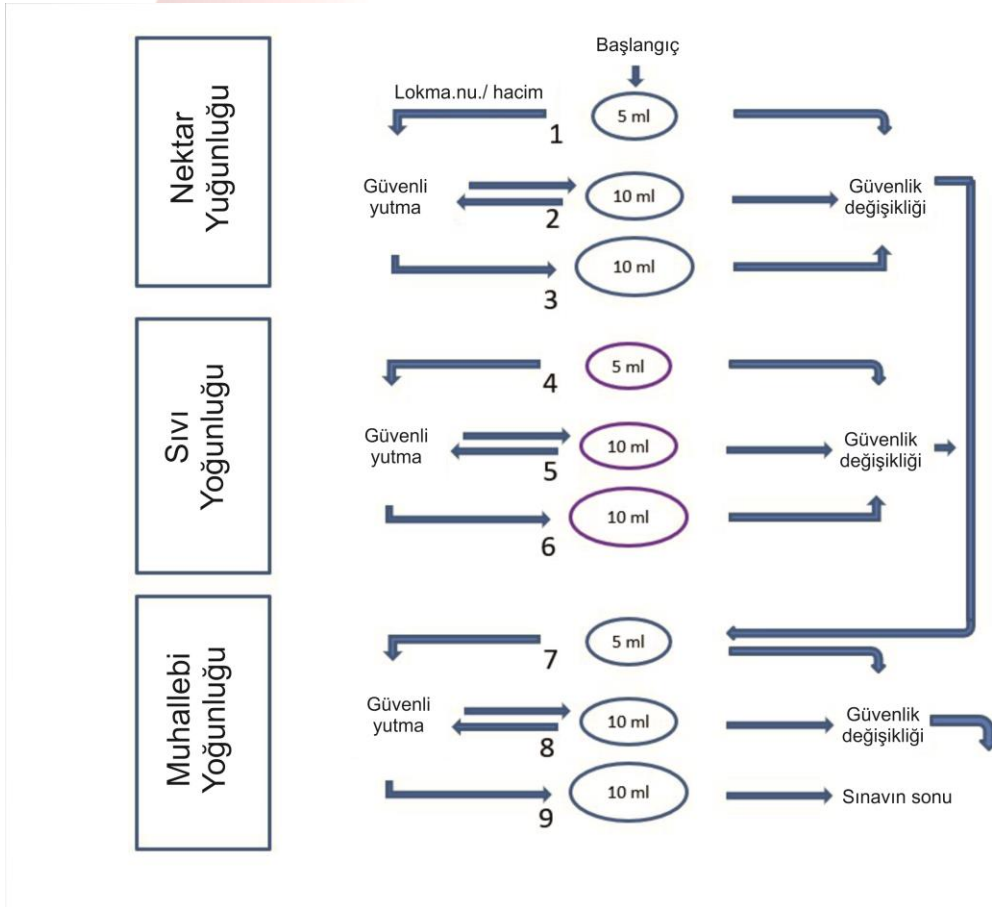 Başlangıç
Lokma.nu./ hacim
Nektar
Yuğunluğu
1
5 ml
Güvenli
yutma
2
10 ml
Güvenlik
değişikliği
3
10 ml
Sıvı
Yoğunluğu
4
5 ml
Güvenli
yutma
5
10 ml
Güvenlik
değişikliği
6
10 ml
Muhallebi
Yoğunluğu
7
5 ml
Güvenli
yutma
8
10 ml
Güvenlik
değişikliği
9
10 ml
Sınavın sonu